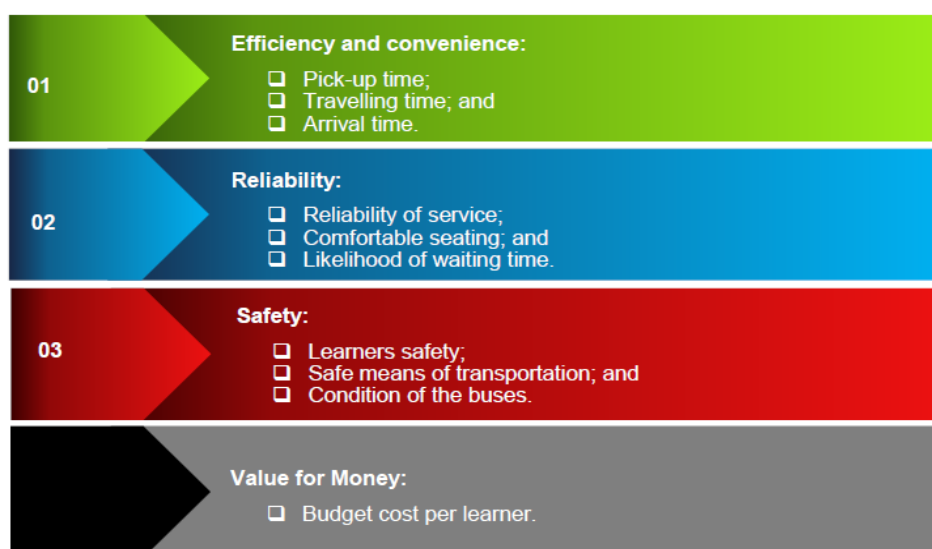 01
Efficiency and convenience:
❑ Pick-up time;
❑ Travelling time; and
❑ Arrival time.
02
Reliability:
❑ Reliability of service;
❑ Comfortable seating; and
❑ Likelihood of waiting time.
03
Safety:
❑ Learners safety;
❑ Safe means of transportation; and
❑ Condition of the buses.
Value for Money:
❑ Budget cost per learner.